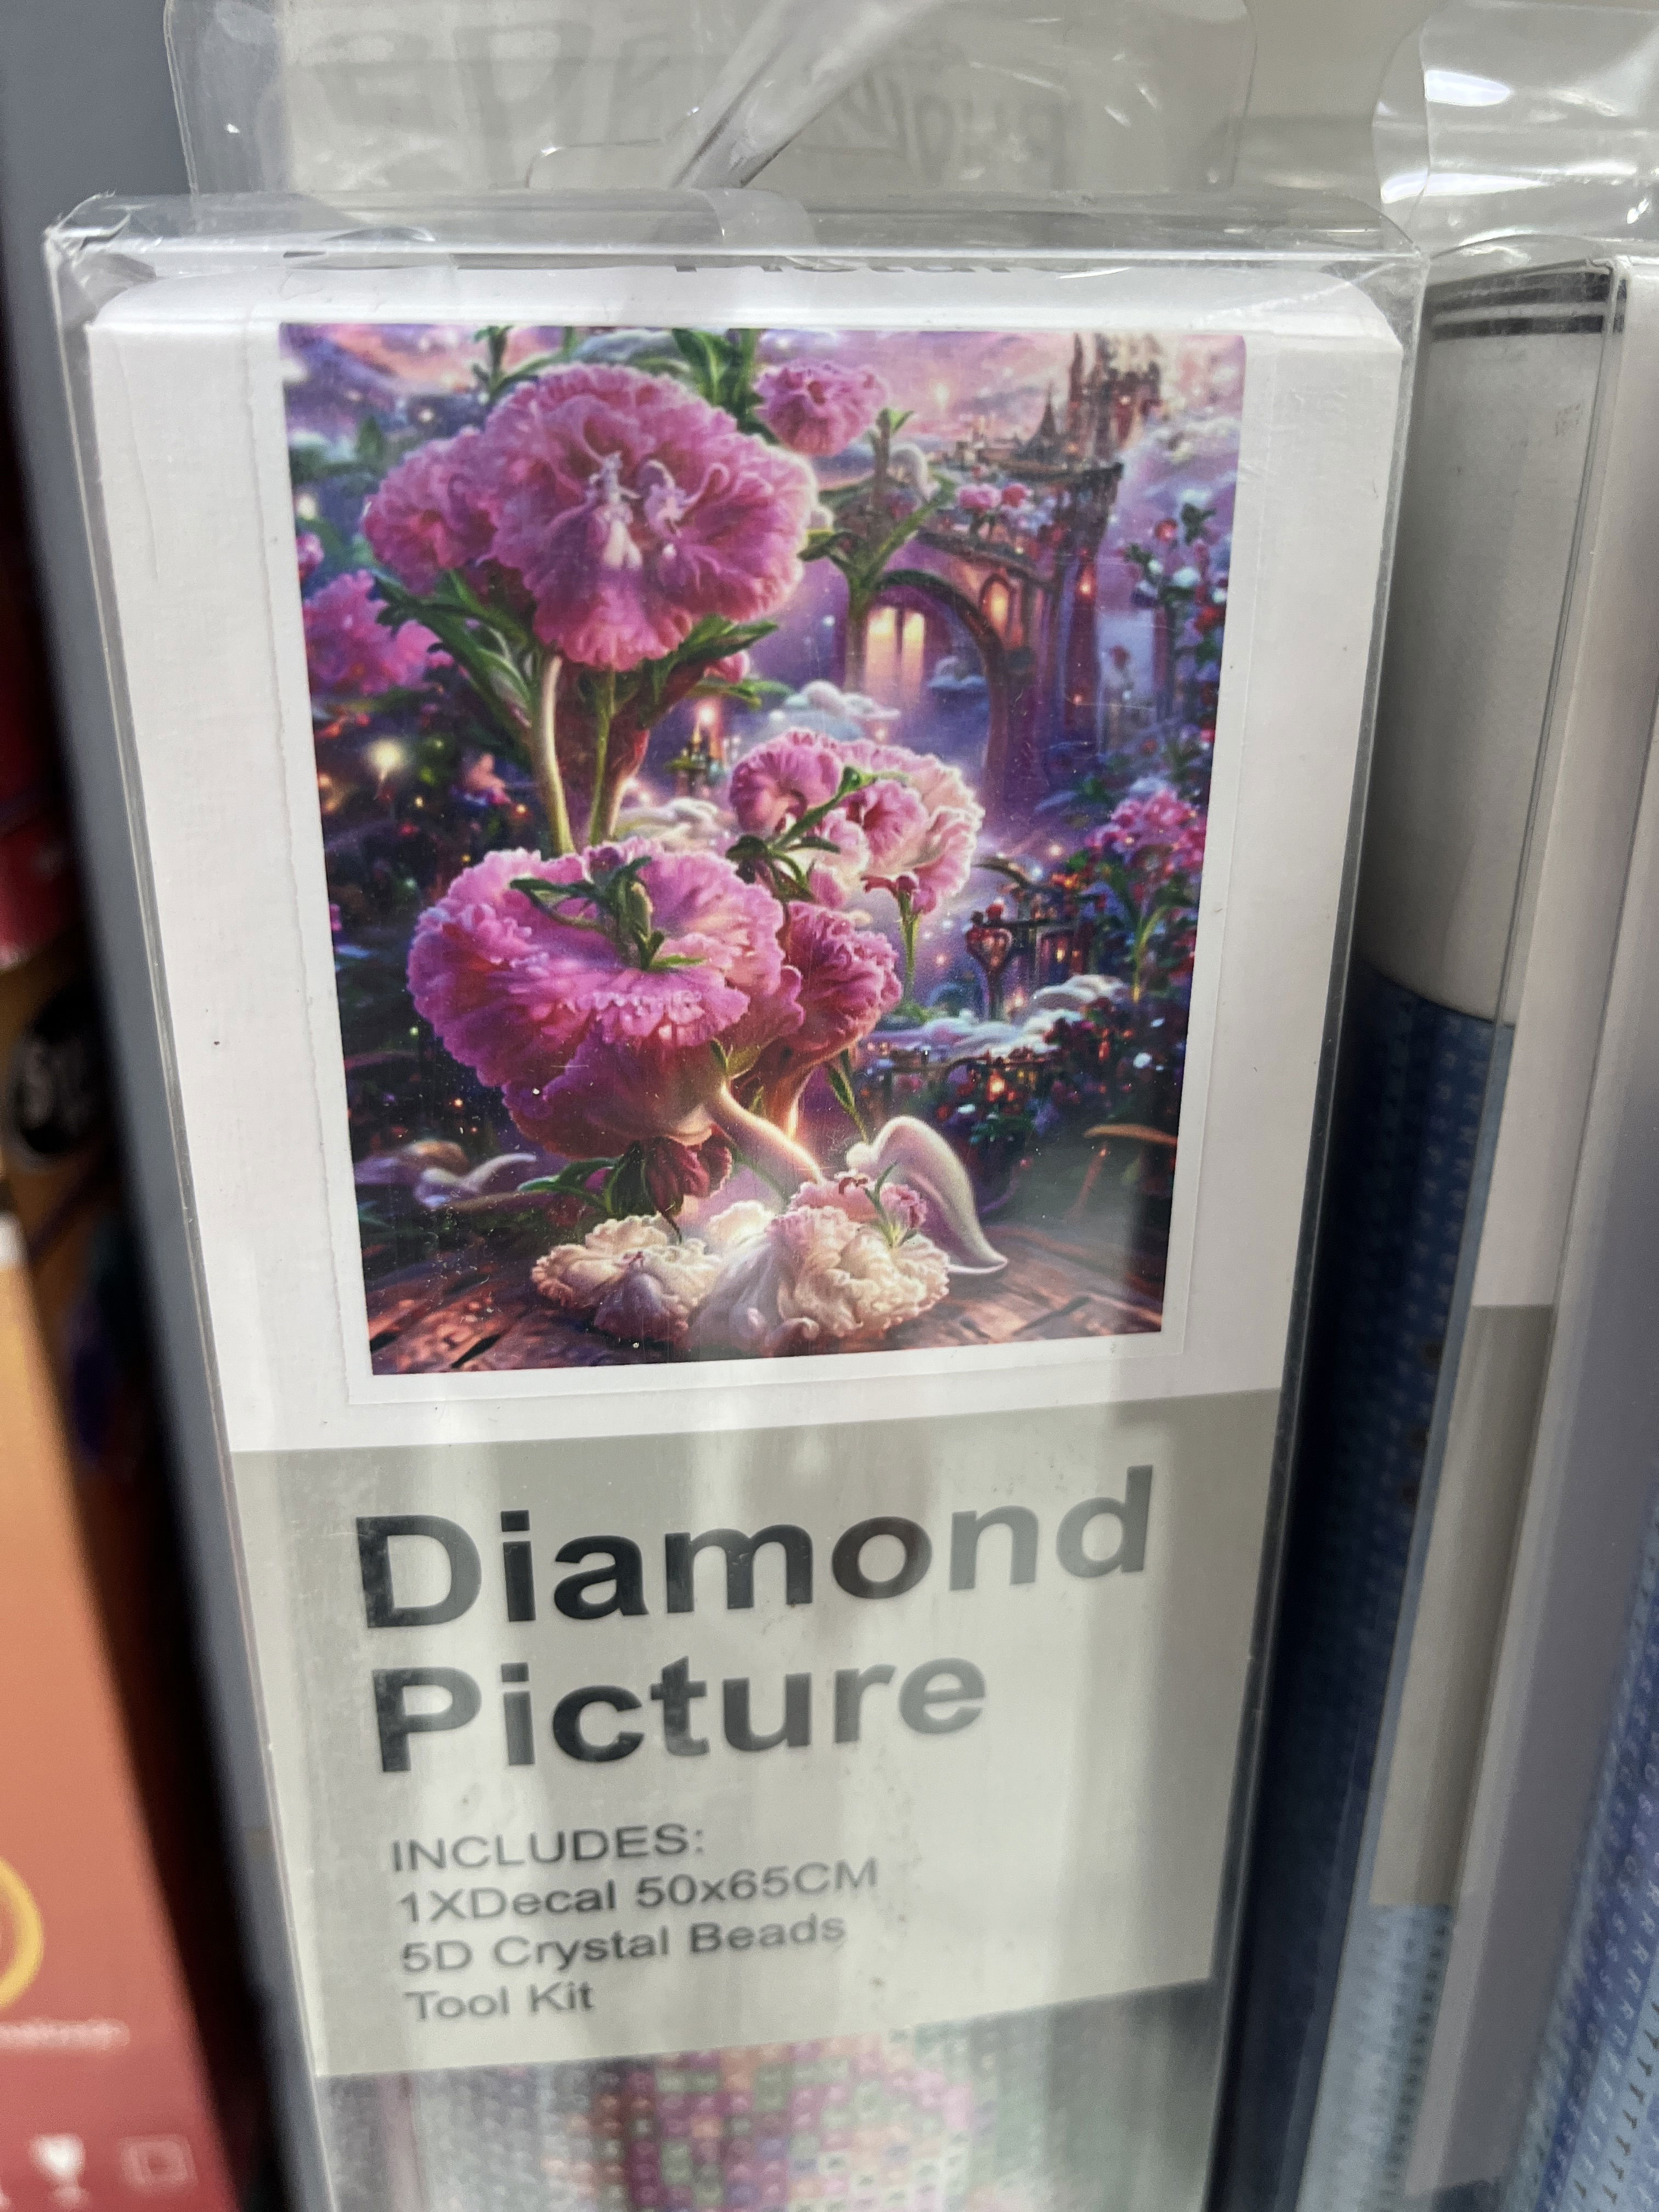 Diamond
Picture
INCLUDES:
1XDecal 50x65CM
5D Crystal Beads
Tool Kit